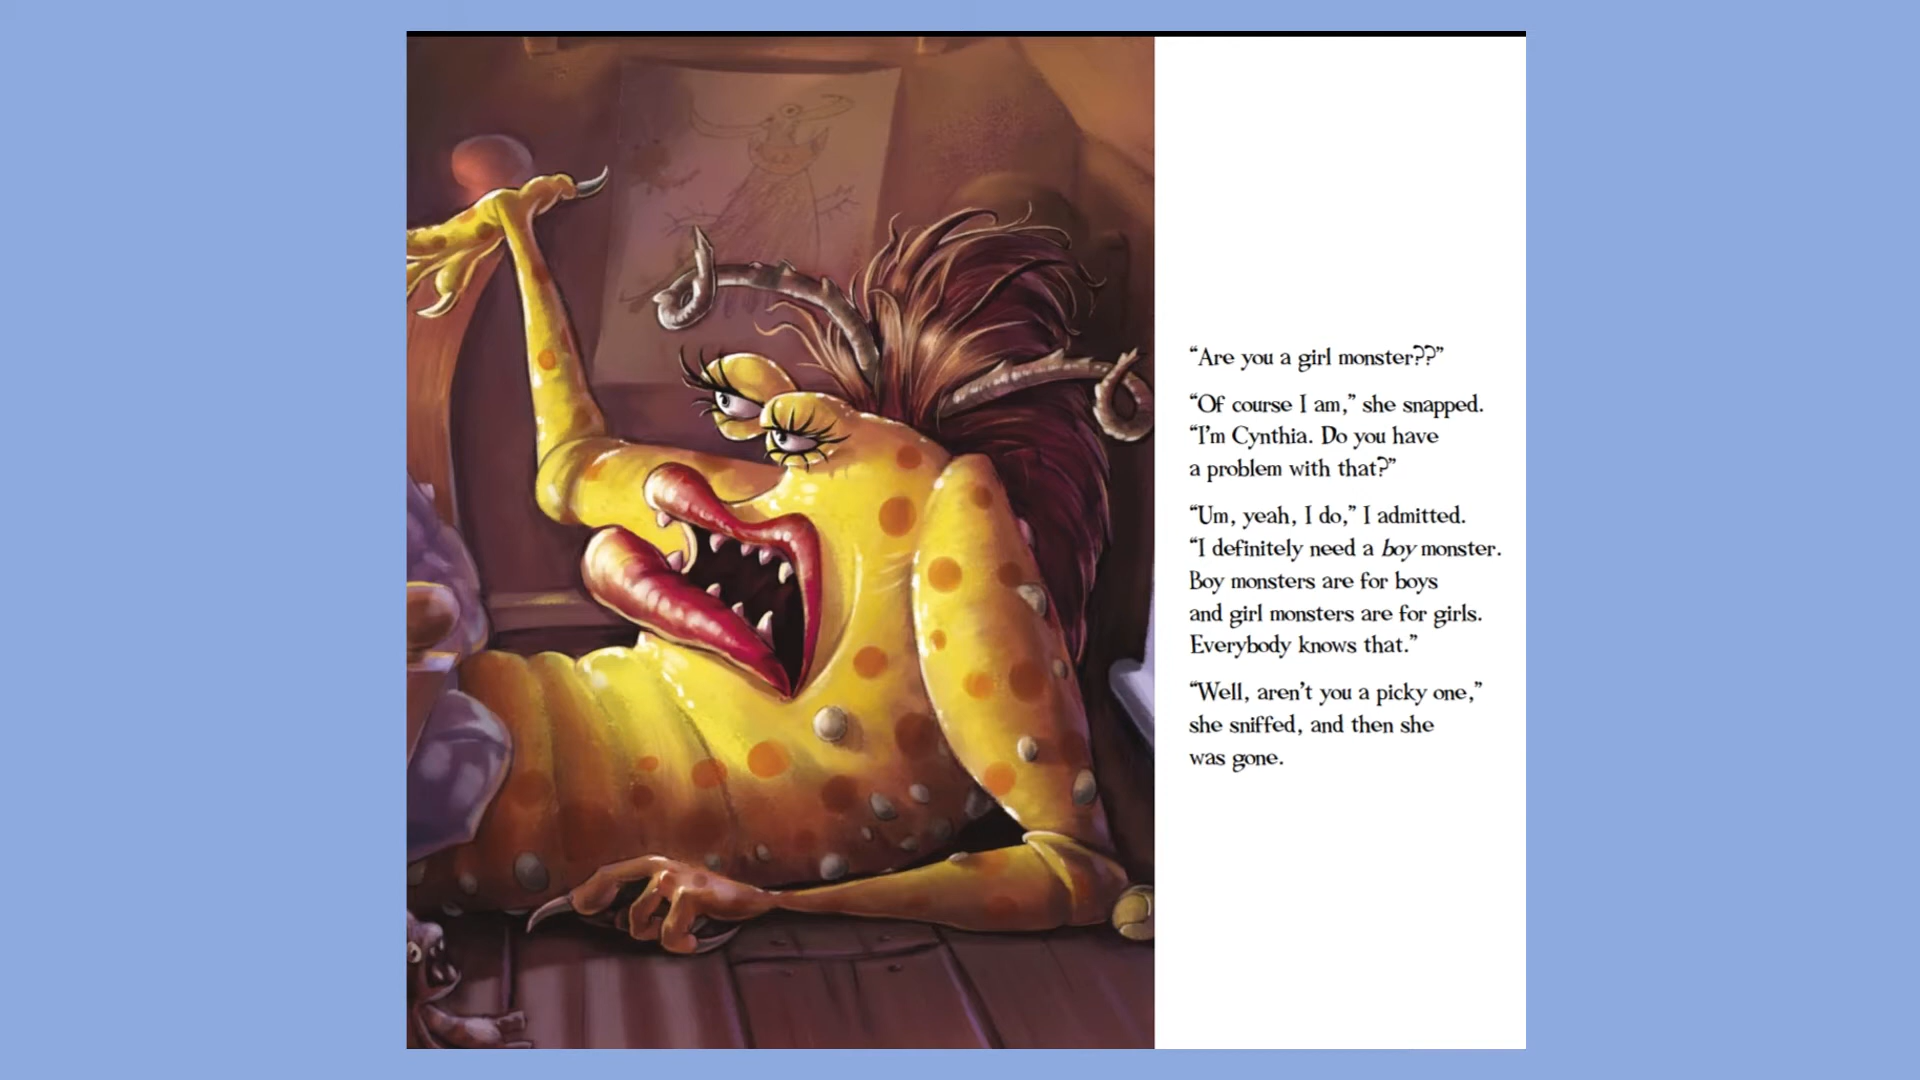 “Are you a girl monster??”
“Of course I am,” she snapped.
“I’m Cynthia. Do you have
a problem with that?”
“Um, yeah, I do,” I admitted.
“I definitely need a boy monster.
Boy monsters are for boys
and girl monsters are for girls.
Everybody knows that.”
“Well, aren’t you a picky one,”
she sniffed, and then she
was gone.